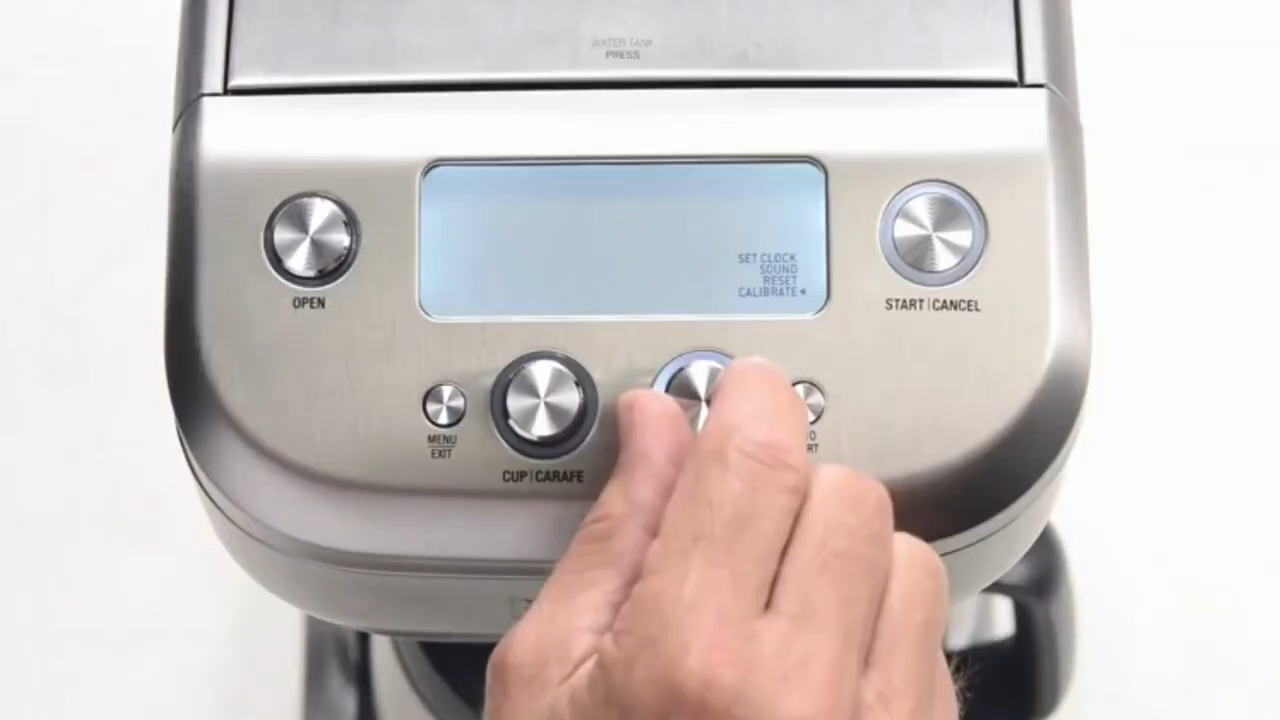 WATER TANK
PRESS
SET CLOCK
SOUND
RESET
CALIBRATE
OPEN
START|CANCEL
MENU
EXIT
CUP|CARAFE